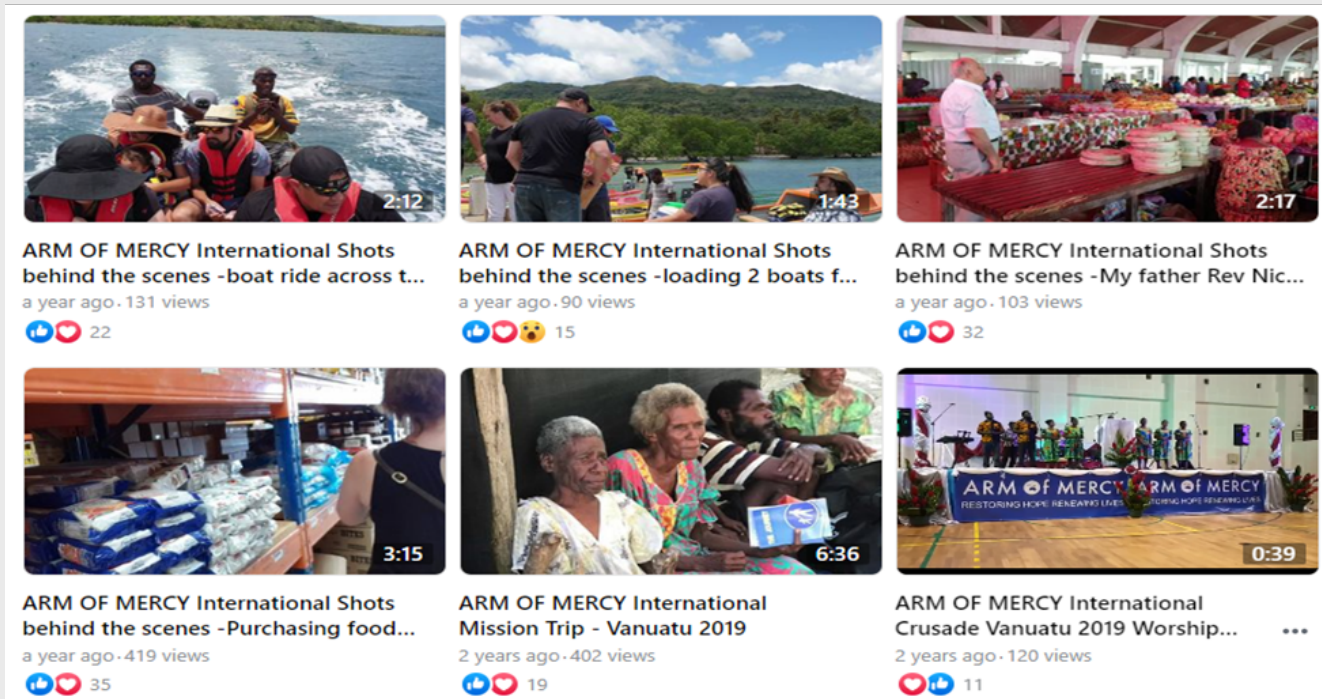 2:12
1:43
2:17
ARM OF MERCY International Shots
behind the scenes -boat ride across t...
a year ago · 131 views
22
ARM OF MERCY International Shots
behind the scenes -loading 2 boats f...
a year ago · 90 views
15
ARM OF MERCY International Shots
behind the scenes -My father Rev Nic...
a year ago · 103 views
32
3:15
6:36
ARM OF MERCY
ARM OF MERCY
RESTORING HOPE RENEWING LIVES
RESTORING HOPE RENEWING LIVES
0:39
ARM OF MERCY International Shots
behind the scenes -Purchasing food...
a year ago · 419 views
35
ARM OF MERCY International
Mission Trip - Vanuatu 2019
2 years ago · 402 views
19
ARM OF MERCY International
Crusade Vanuatu 2019 Worship...
2 years ago · 120 views
11